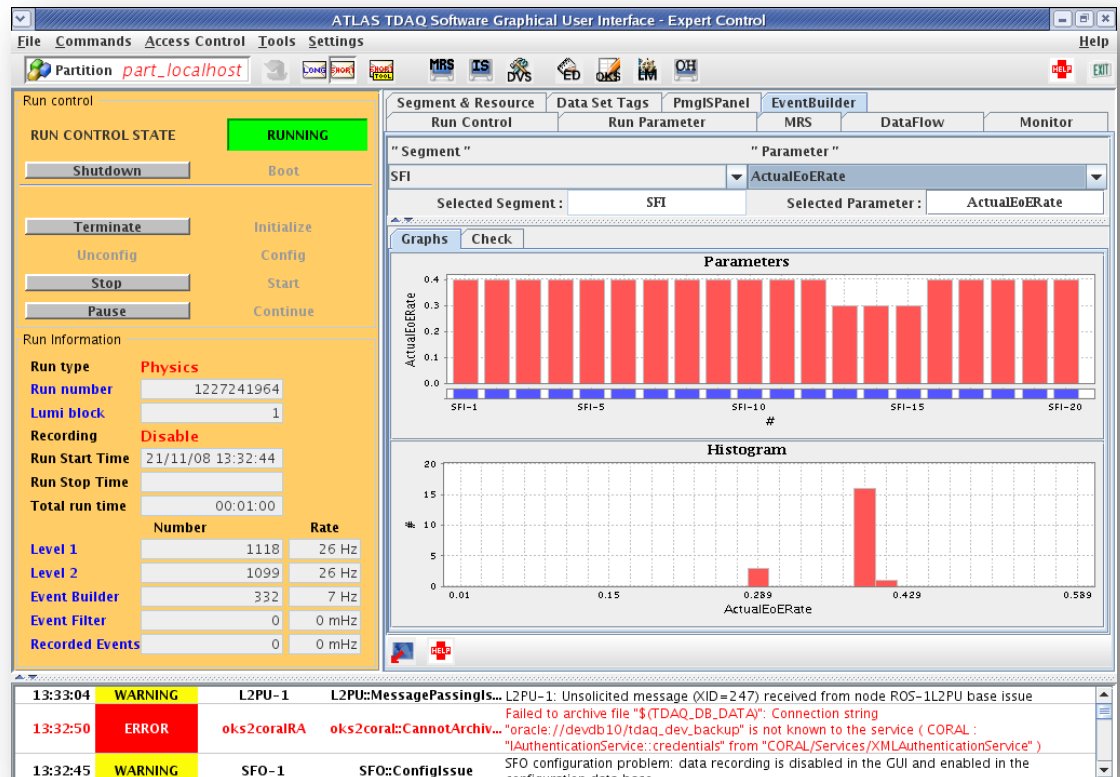 ATLAS TDAQ Software Graphical User Interface - Expert Control
File Commands Access Control Tools Settings Help
Partition part_localhost LONG SHORT SHORT TOOL MRS IS DVS ED OKS LM OH HELP EXIT
Run control
RUN CONTROL STATE RUNNING
Shutdown Boot
Terminate Initialize
Unconfig Config
Stop Start
Pause Continue
Run Information
Run type Physics
Run number 1227241964
Lumi block 1
Recording Disable
Run Start Time 21/11/08 13:32:44
Run Stop Time
Total run time 00:01:00
Number Rate
Level 1 1118 26 Hz
Level 2 1099 26 Hz
Event Builder 332 7 Hz
Event Filter 0 0 mHz
Recorded Events 0 0 mHz
Segment & Resource Data Set Tags PmgISPanel EventBuilder
Run Control Run Parameter MRS DataFlow Monitor
" Segment " " Parameter "
SFI ActualEoERate
Selected Segment : SFI Selected Parameter : ActualEoERate
Graphs Check
Parameters
ActualEoERate
0.4
0.3
0.2
0.1
0.0
SFI-1 SFI-5 SFI-10 SFI-15 SFI-20
#
Histogram
#
20
15
10
5
0
0.01 0.15 0.289 0.429 0.589
ActualEoERate
HELP
13:33:04 WARNING L2PU-1 L2PU::MessagePassingIs... L2PU-1: Unsolicited message (XID=247) received from node ROS-1L2PU base issue
13:32:50 ERROR oks2coralRA oks2coral::CannotArchiv... Failed to archive file "$(TDAQ_DB_DATA)": Connection string
"oracle://devdb10/tdaq_dev_backup" is not known to the service ( CORAL :
"IAuthenticationService::credentials" from "CORAL/Services/XMLAuthenticationService" )
13:32:45 WARNING SFO-1 SFO::ConfigIssue SFO configuration problem: data recording is disabled in the GUI and enabled in the
configuration data base